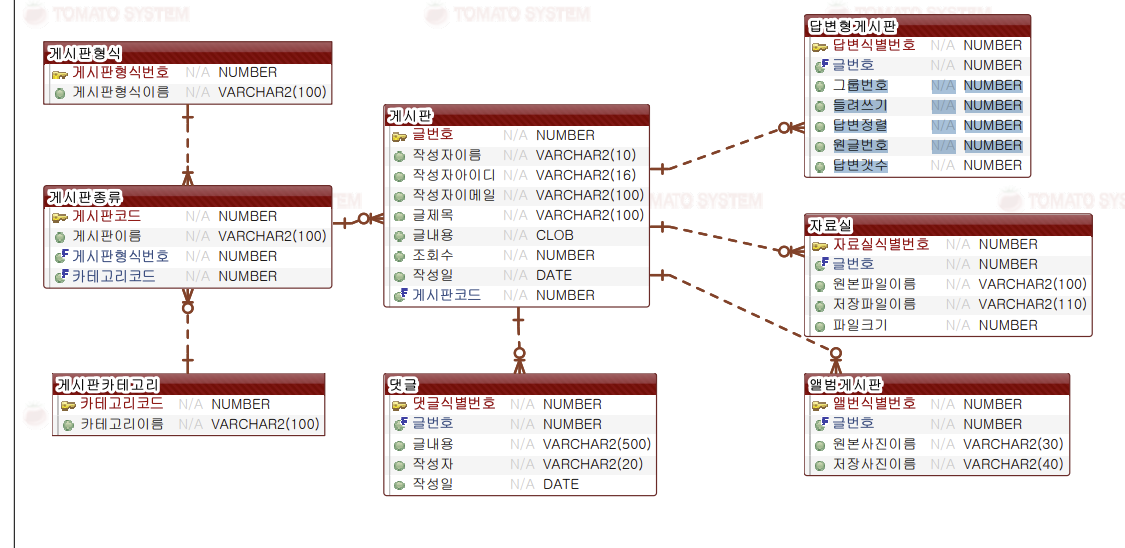 TOMATO SYSTEM
TOMATO SYSTEM
게시판형식
게시판형식번호 N/A NUMBER
게시판형식이름 N/A VARCHAR2(100)
게시판종류
게시판코드 N/A NUMBER
게시판이름 N/A VARCHAR2(100)
게시판형식번호 N/A NUMBER
카테고리코드 N/A NUMBER
게시판카테고리
카테고리코드 N/A NUMBER
카테고리이름 N/A VARCHAR2(100)
게시판
글번호 N/A NUMBER
작성자이름 N/A VARCHAR2(10)
작성자아이디 N/A VARCHAR2(16)
작성자이메일 N/A VARCHAR2(100)
글제목 N/A VARCHAR2(100)
글내용 N/A CLOB
조회수 N/A NUMBER
작성일 N/A DATE
게시판코드 N/A NUMBER
댓글
댓글식별번호 N/A NUMBER
글번호 N/A NUMBER
글내용 N/A VARCHAR2(500)
작성자 N/A VARCHAR2(20)
작성일 N/A DATE
답변형게시판
답변식별번호 N/A NUMBER
글번호 N/A NUMBER
그룹번호 N/A NUMBER
들려쓰기 N/A NUMBER
답변정렬 N/A NUMBER
원글번호 N/A NUMBER
답변갯수 N/A NUMBER
자료실
자료실식별번호 N/A NUMBER
글번호 N/A NUMBER
원본파일이름 N/A VARCHAR2(100)
저장파일이름 N/A VARCHAR2(110)
파일크기 N/A NUMBER
앨범게시판
앨번식별번호 N/A NUMBER
글번호 N/A NUMBER
원본사진이름 N/A VARCHAR2(30)
저장사진이름 N/A VARCHAR2(40)